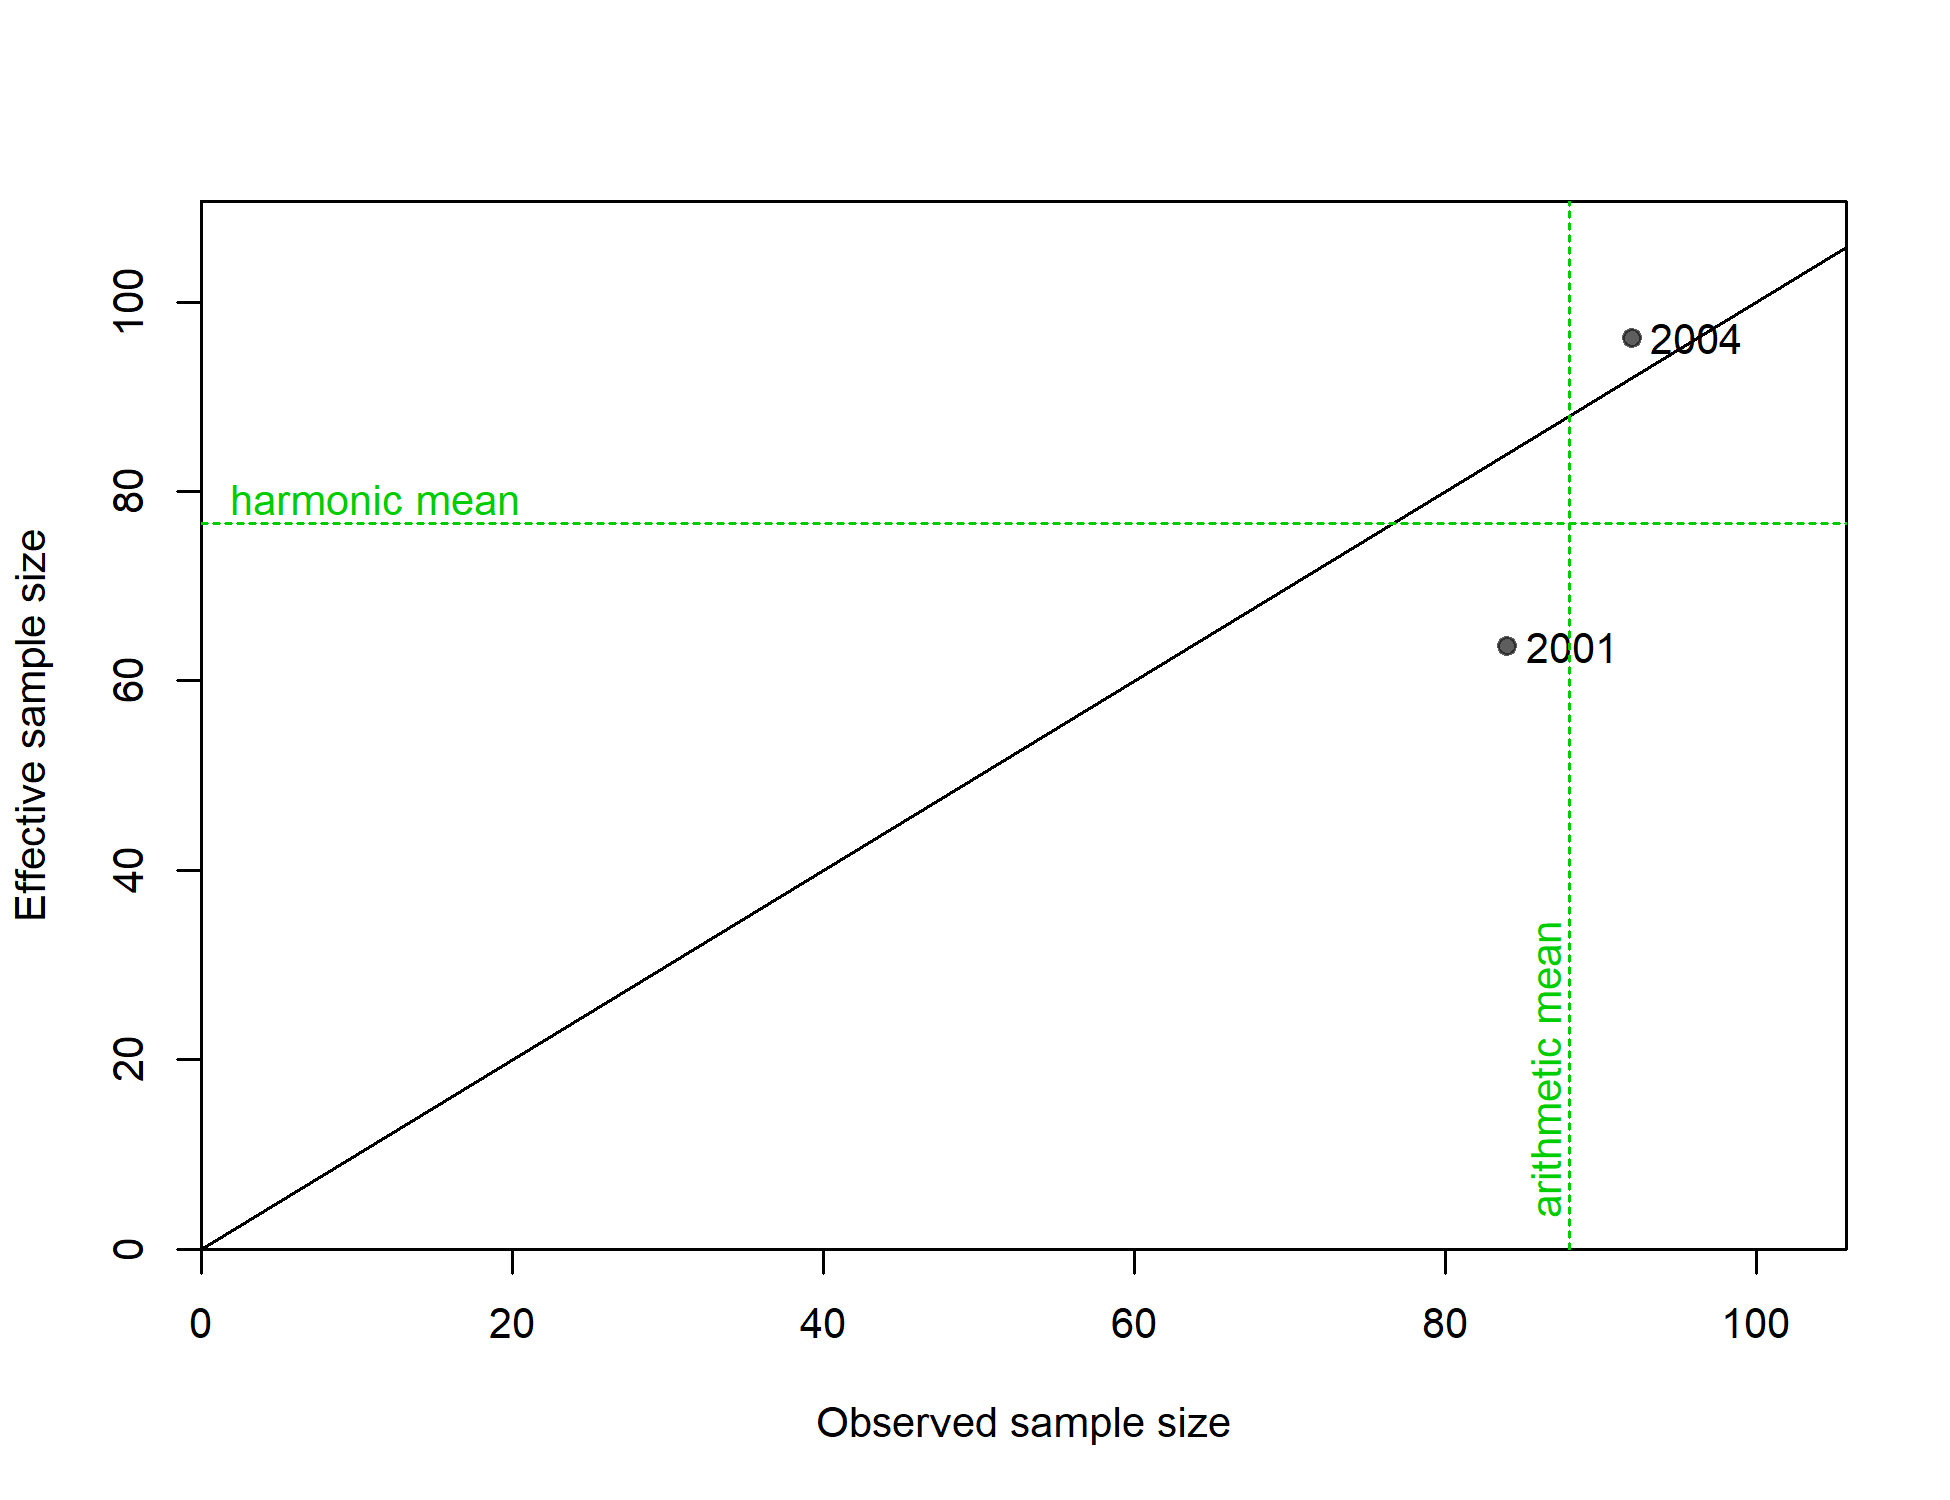 100
80
60
40
20
0
Effective sample size
harmonic mean
arithmetic mean
2004
2001
0 20 40 60 80 100
Observed sample size